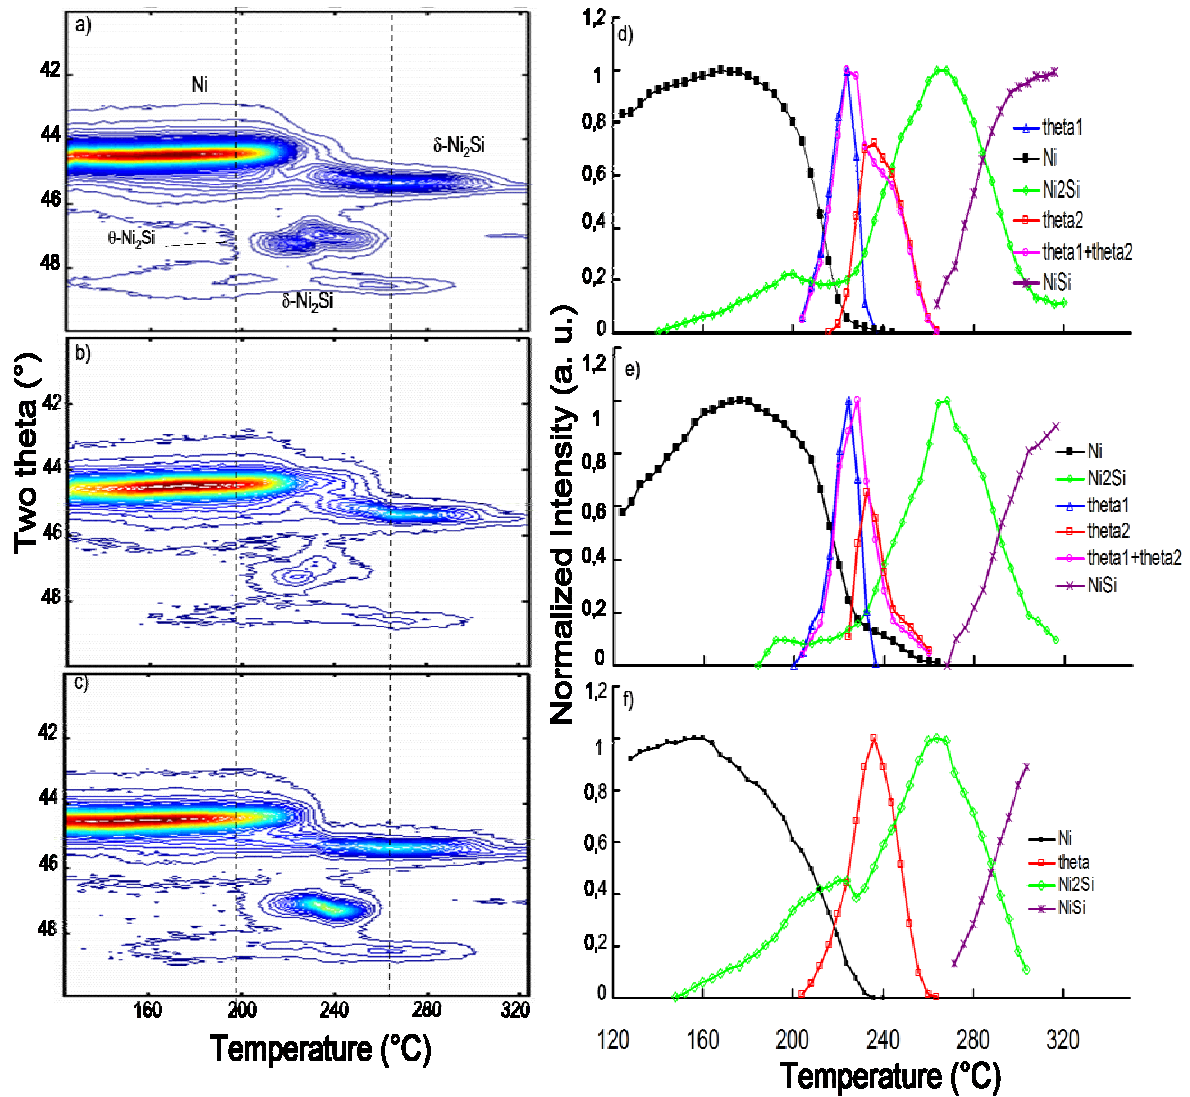 a)
42
44
46
48
Ni
δ-Ni2Si
θ-Ni2Si
δ-Ni2Si
b)
42
44
46
48
c)
42
44
46
48
160
200
240
280
320
Two theta (°)
Temperature (°C)
d)
1,2
1
0,8
0,6
0,4
0,2
0
theta1
Ni
Ni2Si
theta2
theta1+theta2
NiSi
e)
1,2
1
0,8
0,6
0,4
0,2
0
Ni
Ni2Si
theta1
theta2
theta1+theta2
NiSi
f)
1,2
1
0,8
0,6
0,4
0,2
0
Ni
theta
Ni2Si
NiSi
120
160
200
240
280
320
Normalized Intensity (a. u.)
Temperature (°C)